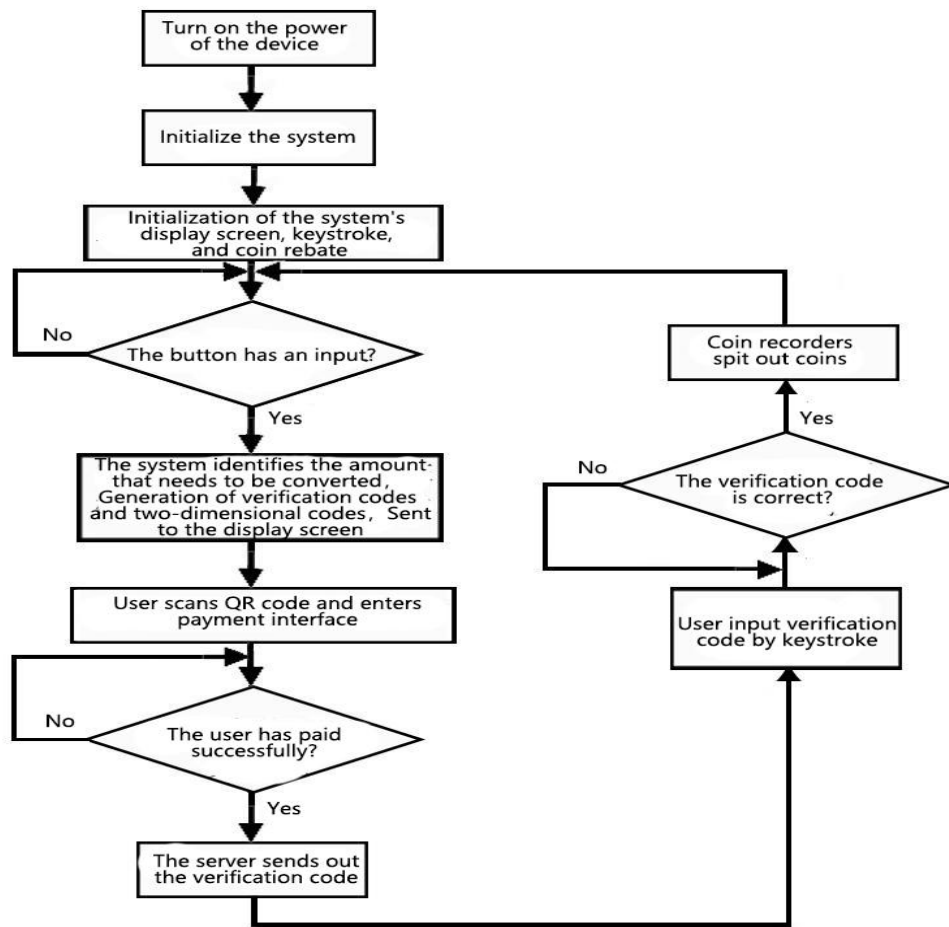 Turn on the power
of the device
Initialize the system
Initialization of the system's
display screen, keystroke,
and coin rebate
No
The button has an input?
Yes
The system identifies the amount
that needs to be converted,
Generation of verification codes
and two-dimensional codes, Sent
to the display screen
User scans QR code and enters
payment interface
No
The user has paid
successfully?
Yes
The server sends out
the verification code
User input verification
code by keystroke
No
The verification code
is correct?
Yes
Coin recorders
spit out coins